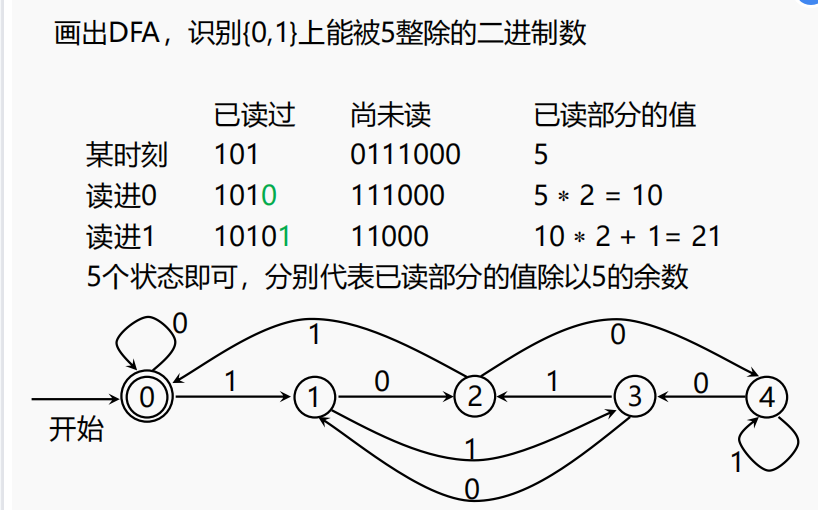 画出DFA，识别{0,1}上能被5整除的二进制数
已读过 尚未读 已读部分的值
某时刻 101 0111000 5
读进0 1010 111000 5 * 2 = 10
读进1 10101 11000 10 * 2 + 1= 21
5个状态即可，分别代表已读部分的值除以5的余数
0 1 0
1 0 1 0
0 1 2 3 4
开始
1 1
0